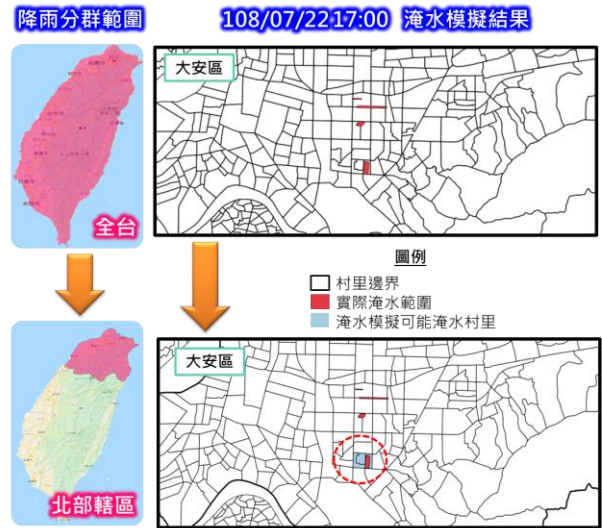 降雨分群範圍
108/07/22 17:00 淹水模擬結果
大安區
全台
圖例
村里邊界
實際淹水範圍
淹水模擬可能淹水村里
大安區
北部轄區